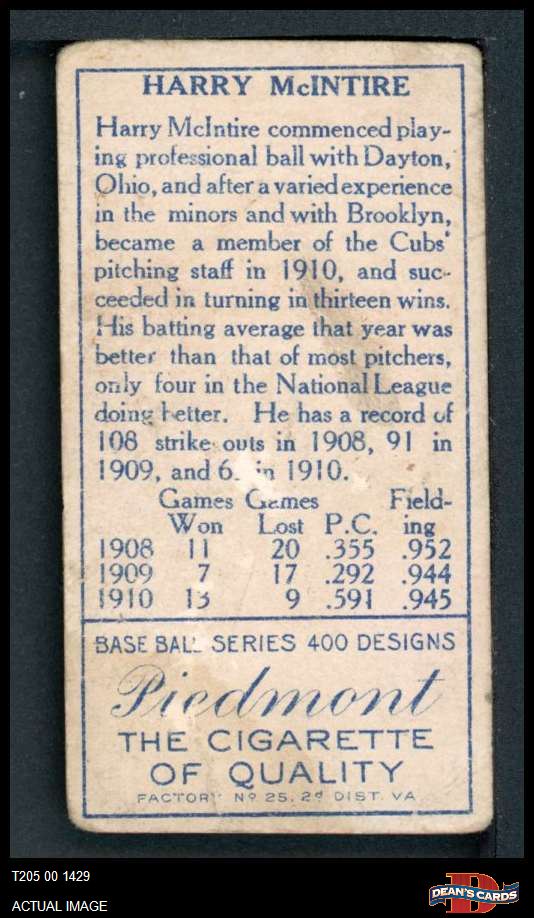 HARRY McINTIRE
Harry McIntire commenced play-
ing professional ball with Dayton,
Ohio, and after a varied experience
in the minors and with Brooklyn,
became a member of the Cubs'
pitching staff in 1910, and suc-
ceeded in turning in thirteen wins.
His batting average that year was
better than that of most pitchers,
only four in the National League
doing better. He has a record of
108 strike outs in 1908, 91 in
1909, and in 1910.
Games Games Field-
Won Lost P.C. ing
1908 11 20 .355 .952
1909 7 17 .292 .944
1910 13 9 .591 .945
BASE BALL SERIES 400 DESIGNS
Piedmont
THE CIGARETTE
OF QUALITY
FACTORY No 25. 2d DIST. VA
T205 00 1429
ACTUAL IMAGE
DEAN'S CARDS